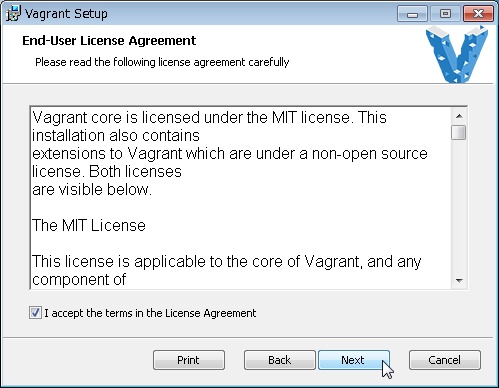 Vagrant Setup
End-User License Agreement
Please read the following license agreement carefully
Vagrant core is licensed under the MIT license. This
installation also contains
extensions to Vagrant which are under a non-open source
license. Both licenses
are visible below.
The MIT License
This license is applicable to the core of Vagrant, and any
component of
I accept the terms in the License Agreement
Print
Back
Next
Cancel